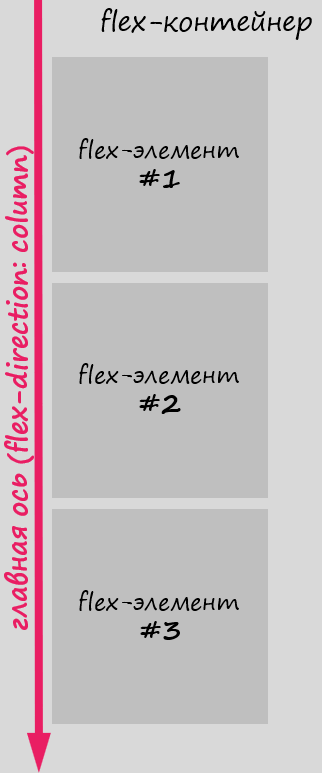 flex-контейнер
главная ось (flex-direction: column)
flex-элемент
#1
flex-элемент
#2
flex-элемент
#3